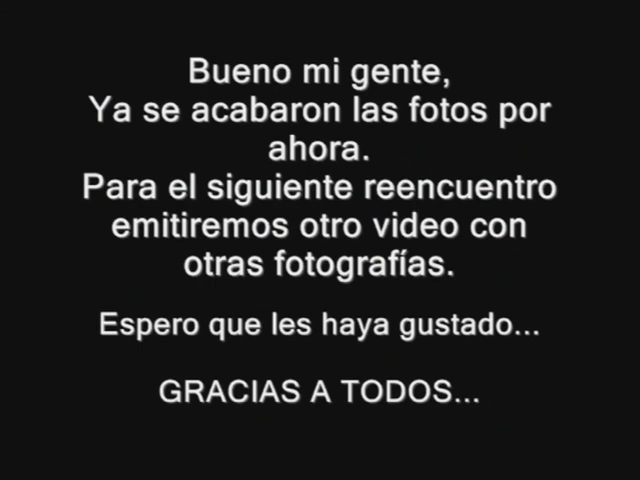 Bueno mi gente,
Ya se acabaron las fotos por
ahora.
Para el siguiente reencuentro
emitiremos otro video con
otras fotografías.
Espero que les haya gustado...
GRACIAS A TODOS...